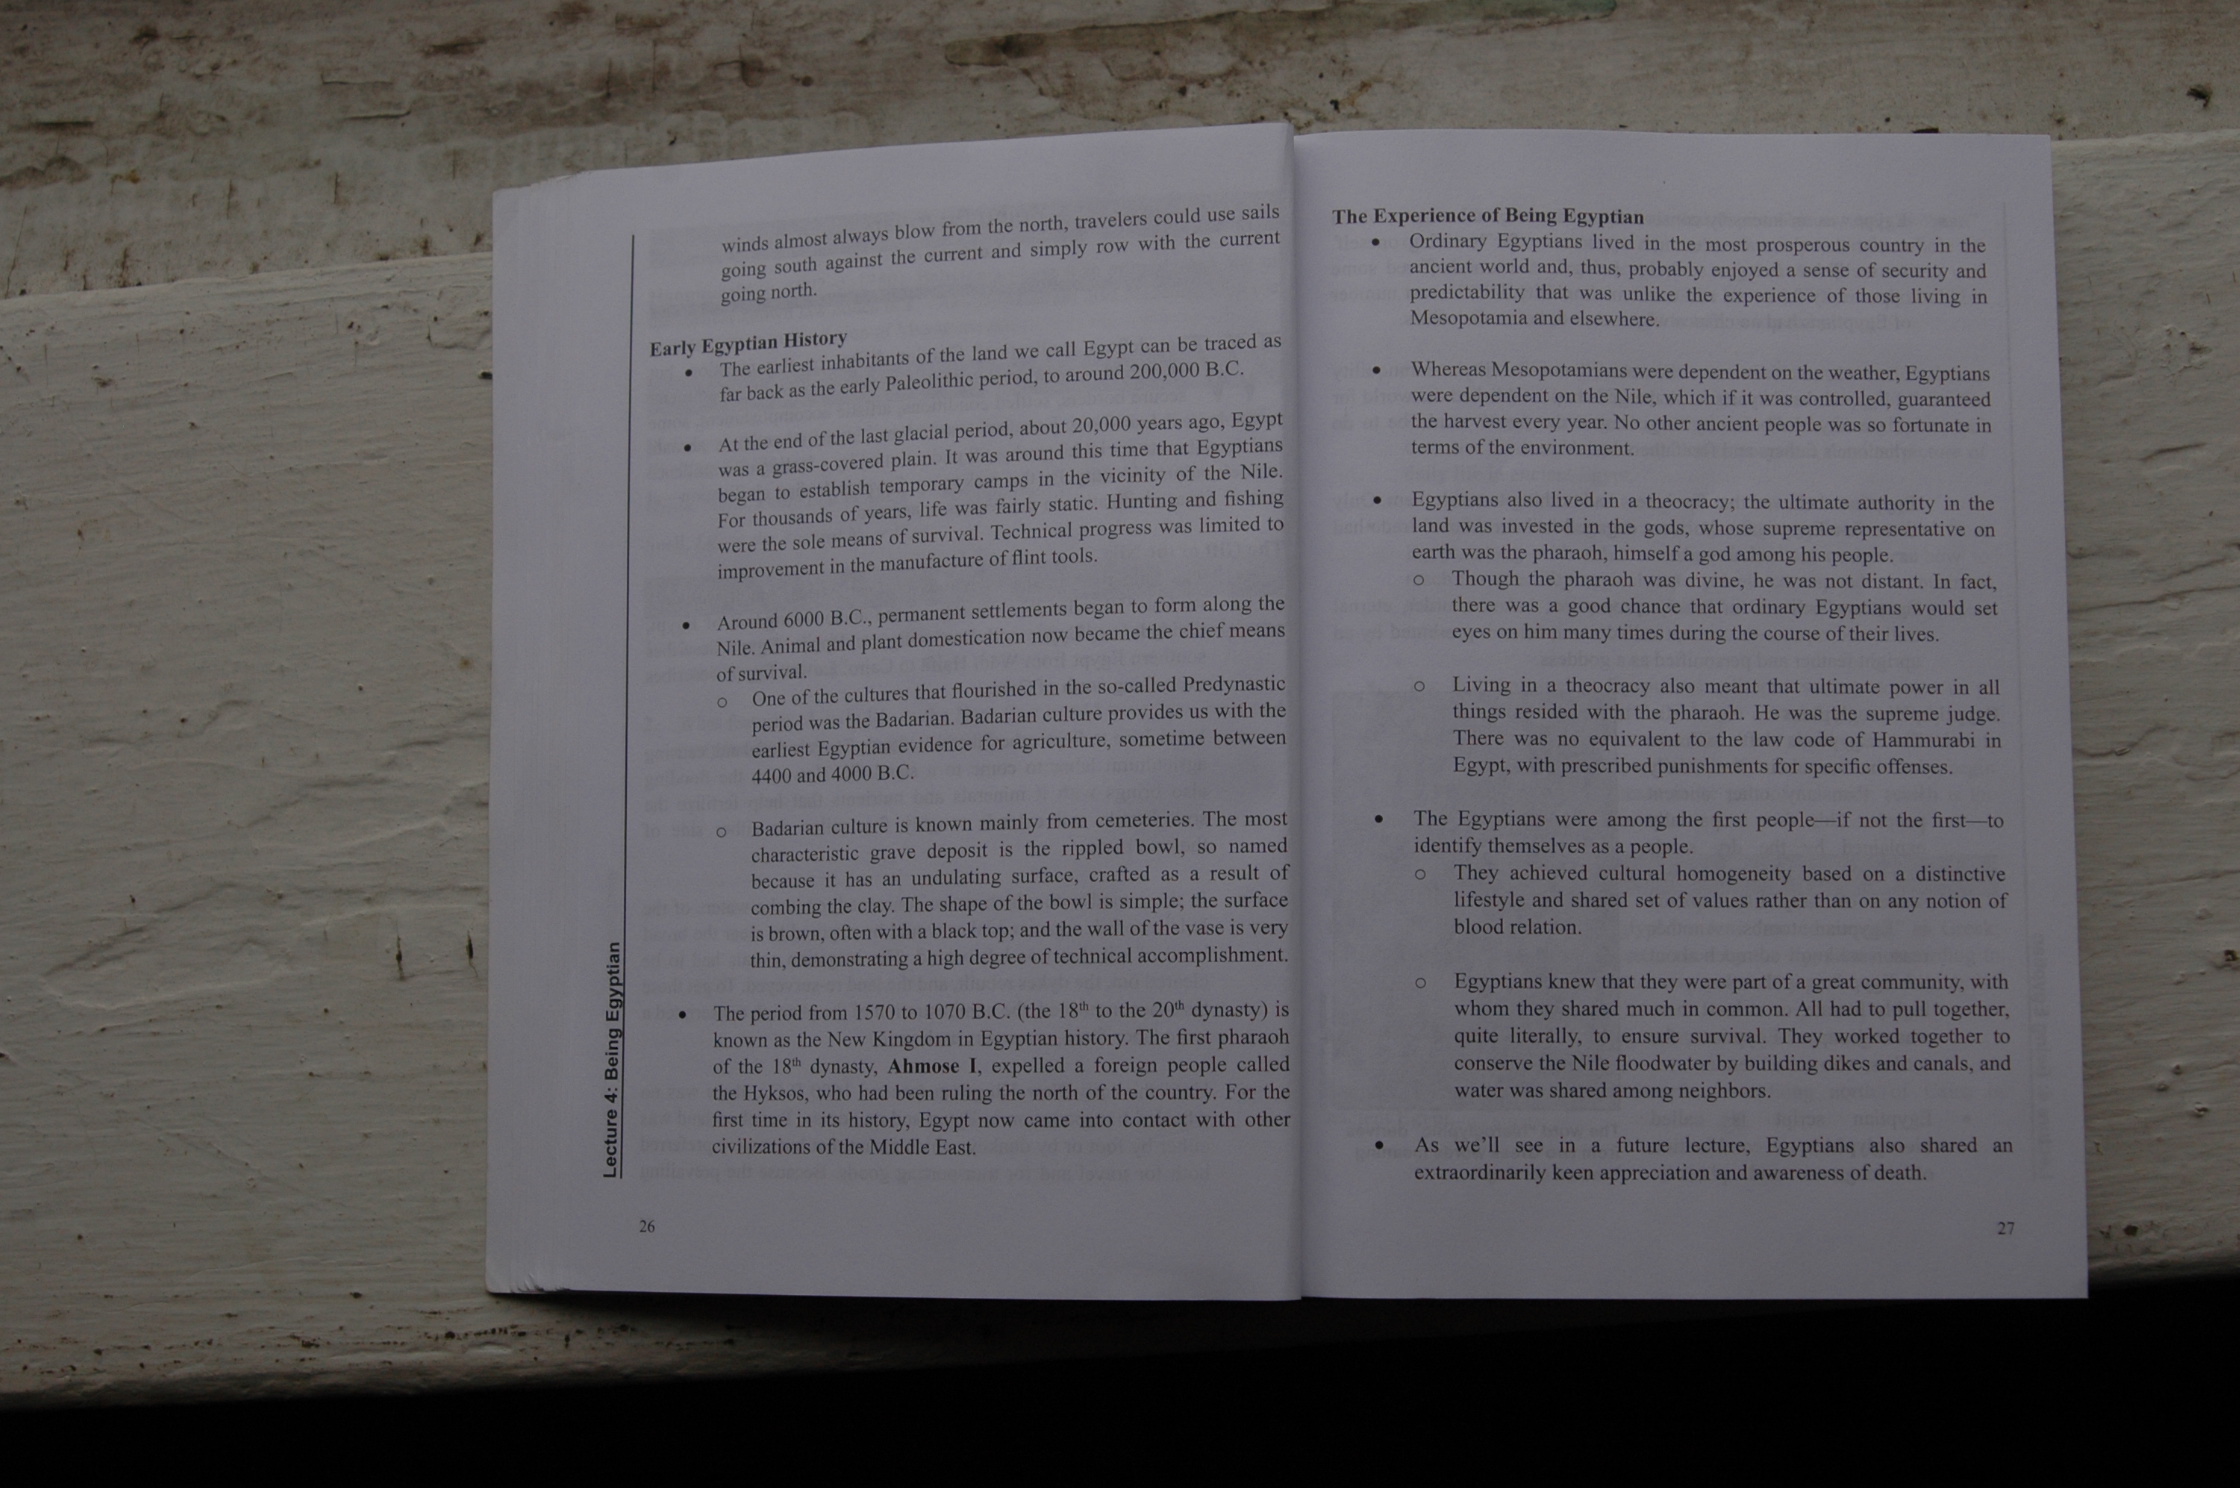 winds almost always blow from the north, travelers could use sails
going south against the current and simply row with the current
going north.
Early Egyptian History
• The earliest inhabitants of the land we call Egypt can be traced as
far back as the early Paleolithic period, to around 200,000 B.C.
• At the end of the last glacial period, about 20,000 years ago, Egypt
was a grass-covered plain. It was around this time that Egyptians
began to establish temporary camps in the vicinity of the Nile.
For thousands of years, life was fairly static. Hunting and fishing
were the sole means of survival. Technical progress was limited to
improvement in the manufacture of flint tools.
• Around 6000 B.C., permanent settlements began to form along the
Nile. Animal and plant domestication now became the chief means
of survival.
o One of the cultures that flourished in the so-called Predynastic
period was the Badarian. Badarian culture provides us with the
earliest Egyptian evidence for agriculture, sometime between
4400 and 4000 B.C.
o Badarian culture is known mainly from cemeteries. The most
characteristic grave deposit is the rippled bowl, so named
because it has an undulating surface, crafted as a result of
combing the clay. The shape of the bowl is simple; the surface
is brown, often with a black top; and the wall of the vase is very
thin, demonstrating a high degree of technical accomplishment.
• The period from 1570 to 1070 B.C. (the 18th to the 20th dynasty) is
known as the New Kingdom in Egyptian history. The first pharaoh
of the 18th dynasty, Ahmose I, expelled a foreign people called
the Hyksos, who had been ruling the north of the country. For the
first time in its history, Egypt now came into contact with other
civilizations of the Middle East.
Lecture 4: Being Egyptian
26
The Experience of Being Egyptian
• Ordinary Egyptians lived in the most prosperous country in the
ancient world and, thus, probably enjoyed a sense of security and
predictability that was unlike the experience of those living in
Mesopotamia and elsewhere.
• Whereas Mesopotamians were dependent on the weather, Egyptians
were dependent on the Nile, which if it was controlled, guaranteed
the harvest every year. No other ancient people was so fortunate in
terms of the environment.
• Egyptians also lived in a theocracy; the ultimate authority in the
land was invested in the gods, whose supreme representative on
earth was the pharaoh, himself a god among his people.
o Though the pharaoh was divine, he was not distant. In fact,
there was a good chance that ordinary Egyptians would set
eyes on him many times during the course of their lives.
o Living in a theocracy also meant that ultimate power in all
things resided with the pharaoh. He was the supreme judge.
There was no equivalent to the law code of Hammurabi in
Egypt, with prescribed punishments for specific offenses.
• The Egyptians were among the first people—if not the first—to
identify themselves as a people.
o They achieved cultural homogeneity based on a distinctive
lifestyle and shared set of values rather than on any notion of
blood relation.
o Egyptians knew that they were part of a great community, with
whom they shared much in common. All had to pull together,
quite literally, to ensure survival. They worked together to
conserve the Nile floodwater by building dikes and canals, and
water was shared among neighbors.
• As we'll see in a future lecture, Egyptians also shared an
extraordinarily keen appreciation and awareness of death.
27